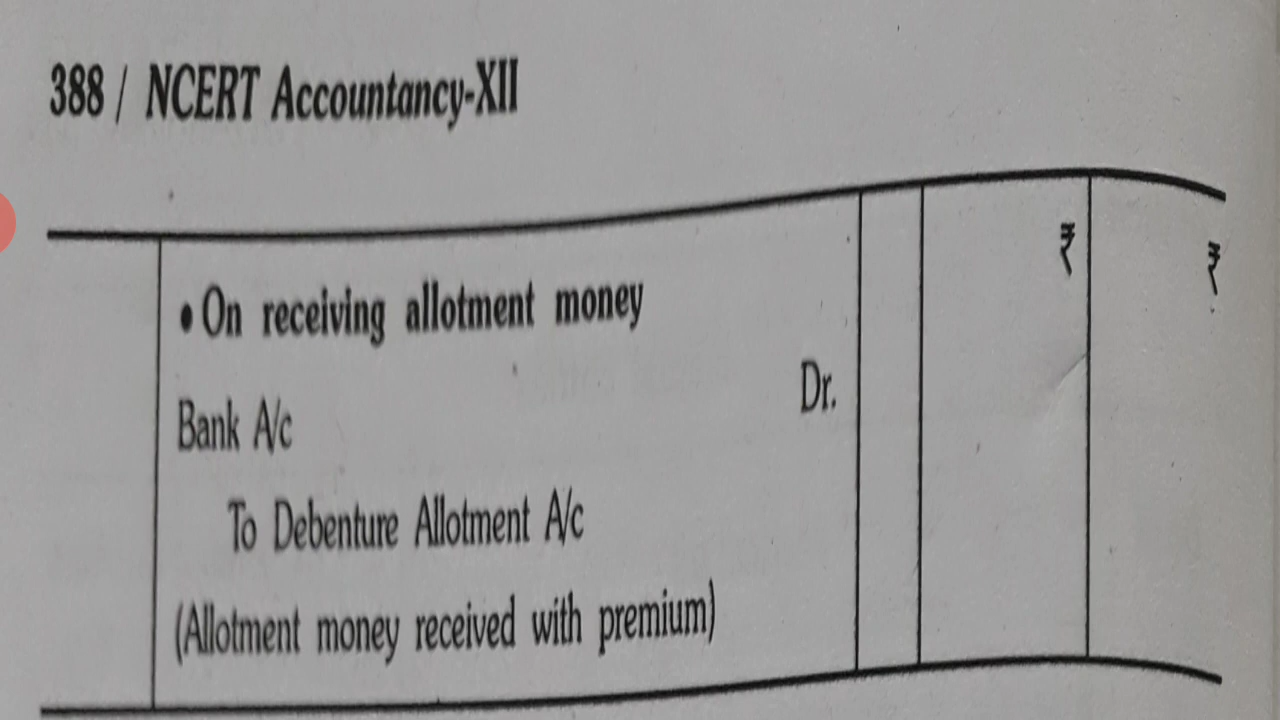 388 / NCERT Accountancy-XII
₹ ₹
• On receiving allotment money
Bank A/c Dr.
To Debenture Allotment A/c
(Allotment money received with premium)